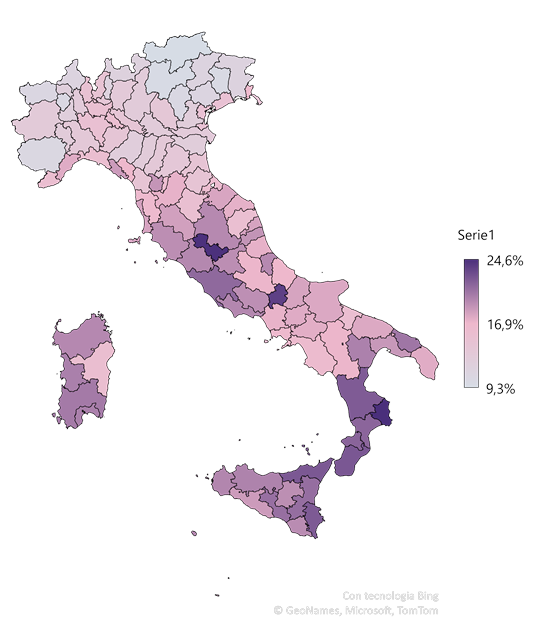 Serie1
24,6%
16,9%
9,3%
Con tecnologia Bing
© GeoNames, Microsoft, TomTom